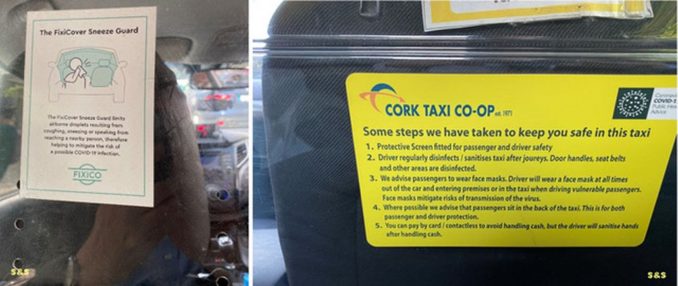 The FixiCover Sneeze Guard
The FixiCover Sneeze Guard limits
airborne droplets resulting from
coughing, sneezing or speaking from
reaching a nearby person, therefore
helping to mitigate the risk of
a possible COVID-19 infection.
FIXICO
S&S
CORK TAXI CO-OP est. 1971
COVID-1
Public Hea
Advice
Some steps we have taken to keep you safe in this taxi
1. Protective Screen fitted for passenger and driver safety
2. Driver regularly disinfects / sanitises taxi after joureys. Door handles, seat belts
and other areas are disinfected.
3. We advise passengers to wear face masks. Driver will wear a face mask at all times
out of the car and entering premises or in the taxi when driving vulnerable passengers.
Face masks mitigate risks of transmission of the virus.
4. Where possible we advise that passengers sit in the back of the taxi. This is for both
passenger and driver protection.
5. You can pay by card / contactless to avoid handling cash, but the driver will sanitise hands
after handling cash.
S&S